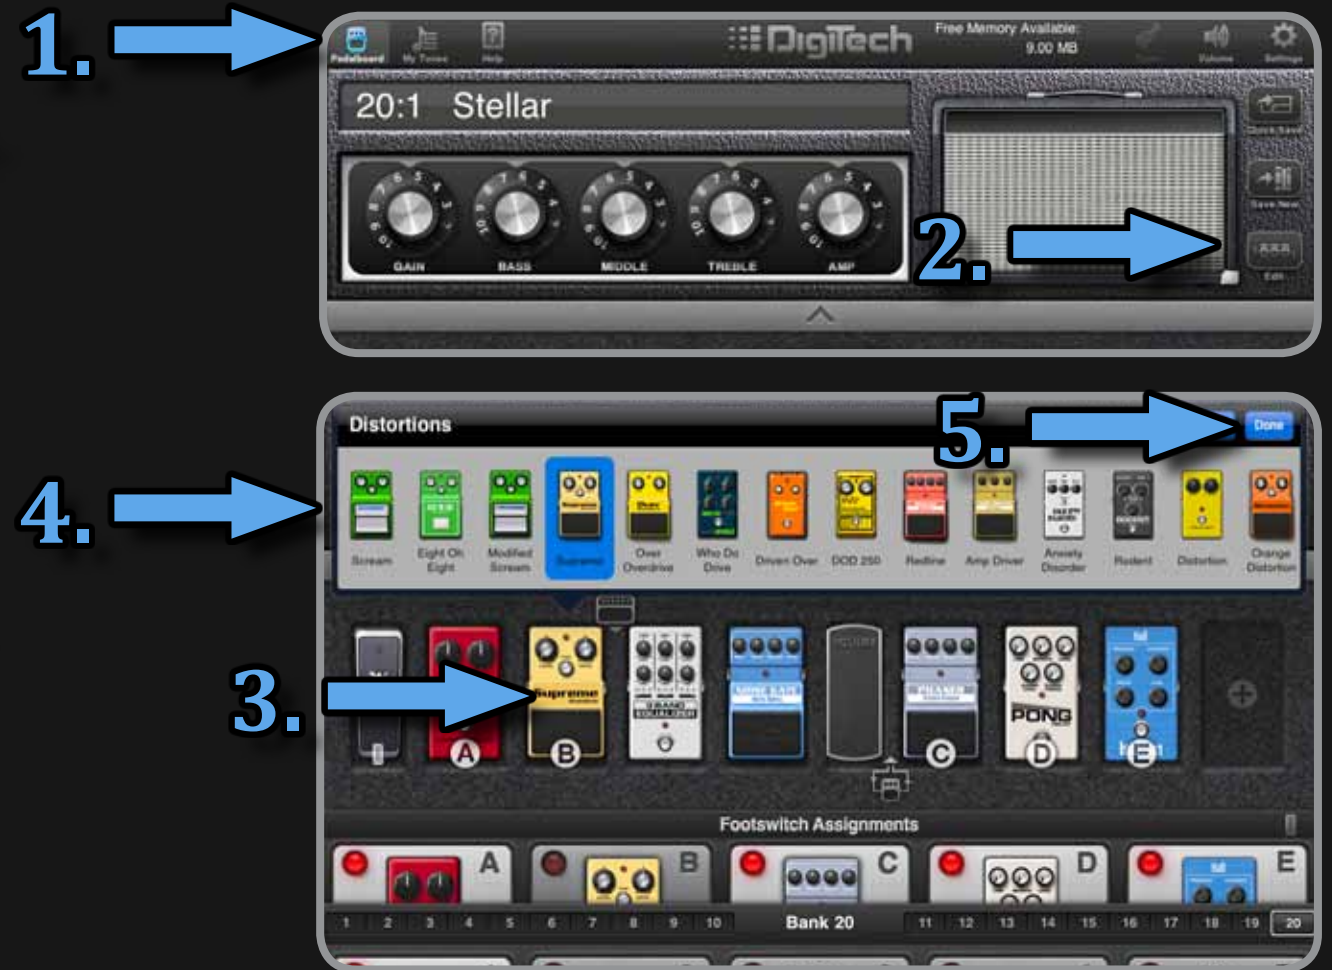 1.
Pedalboard
My Tones
Help
DigiTech
Free Memory Available:
9.00 MB
Volume
Settings
20:1 Stellar
Quick Save
Save New
Edit
GAIN
BASS
MIDDLE
TREBLE
AMP
2.
Distortions
5.
Done
4.
Scream
Eight Oh Eight
Modified Scream
Supreme
Over Overdrive
Who Do Drive
Driven Over
DOD 250
Redline
Amp Driver
Anxiety Disorder
Rodent
Distortion
Orange Distortion
3.
A
Supreme
B
EQUALIZER
NOISE GATE
PHASER
C
PONG
D
E
Footswitch Assignments
A
B
C
D
E
1 2 3 4 5 6 7 8 9 10 Bank 20 11 12 13 14 15 16 17 18 19 20